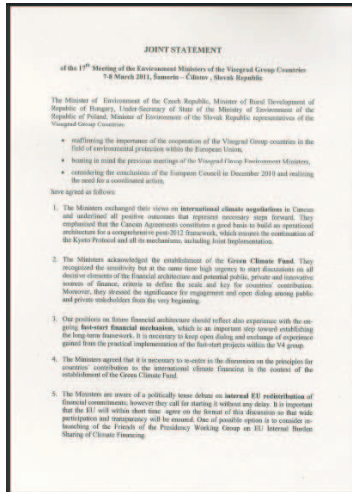 JOINT STATEMENT
of the 17th Meeting of the Environment Ministers of the Visegrad Group Countries
7-8 March 2011, Šamorín – Čilistov, Slovak Republic
The Minister of Environment of the Czech Republic, Minister of Rural Development of
Republic of Hungary, Under-Secretary of State of the Ministry of Environment of the
Republic of Poland, Minister of Environment of the Slovak Republic representatives of the
Visegrad Group Countries:
• reaffirming the importance of the cooperation of the Visegrad Group countries in the
field of environmental protection within the European Union,
• bearing in mind the previous meetings of the Visegrad Group Environment Ministers,
• considering the conclusions of the European Council in December 2010 and realising
the need for a coordinated action,
have agreed as follows:
1. The Ministers exchanged their views on international climate negotiations in Cancun
and underlined all positive outcomes that represent necessary steps forward. They
emphasised that the Cancun Agreements constitutes a good basis to build an operational
architecture for a comprehensive post-2012 framework, which ensures the continuation of
the Kyoto Protocol and all its mechanisms, including Joint Implementation.
2. The Ministers acknowledged the establishment of the Green Climate Fund. They
recognized the sensitivity but at the same time high urgency to start discussions on all
decisive elements of the financial architecture and potential public, private and innovative
sources of finance, criteria to define the scale and key for countries' contribution.
Moreover, they stressed the significance for engagement and open dialog among public
and private stakeholders from the very beginning.
3. Our positions on future financial architecture should reflect also experience with the on-
going fast-start financial mechanism, which is an important step toward establishing
the long-term framework. It is necessary to keep open dialog and exchange of experience
gained from the practical implementation of the fast-start projects within the V4 group.
4. The Ministers agreed that it is necessary to re-enter in the discussion on the principles for
countries' contribution to the international climate financing in the context of the
establishment of the Green Climate Fund.
5. The Ministers are aware of a politically tense debate on internal EU redistribution of
financial commitments; however they call for starting it without any delay. It is important
that the EU will within short time agree on the format of this discussion so that wide
participation and transparency will be ensured. One of possible option is to consider re-
launching of the Friends of the Presidency Working Group on EU Internal Burden
Sharing of Climate Financing.